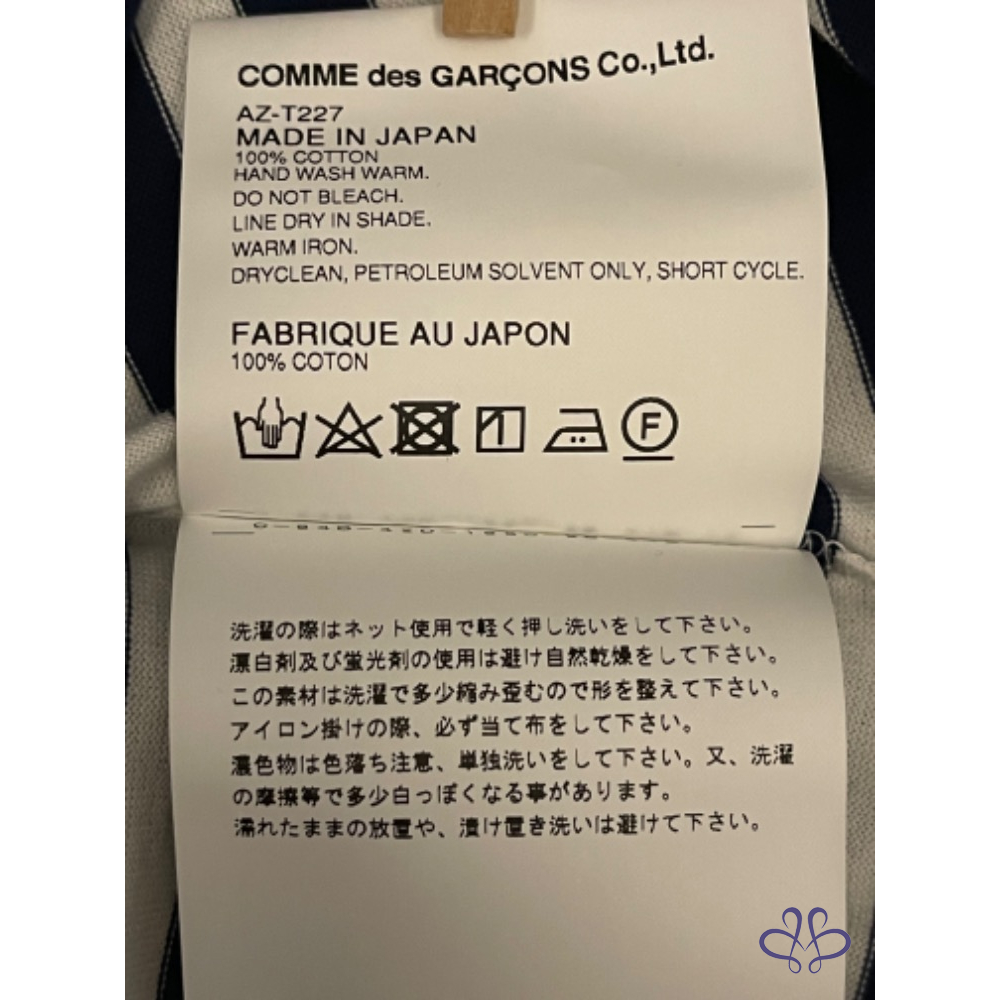 COMME des GARÇONS Co.,Ltd.
AZ-T227
MADE IN JAPAN
100% COTTON
HAND WASH WARM.
DO NOT BLEACH.
LINE DRY IN SHADE.
WARM IRON.
DRYCLEAN, PETROLEUM SOLVENT ONLY, SHORT CYCLE.
FABRIQUE AU JAPON
100% COTON
F
洗濯の際はネット使用で軽く押し洗いをして下さい。
漂白剤及び蛍光剤の使用は避け自然乾燥をして下さい。
この素材は洗濯で多少縮み歪むので形を整えて下さい。
アイロン掛けの際、必ず当て布をして下さい。
濃色物は色落ち注意、単独洗いをして下さい。又、洗濯
の摩擦等で多少白っぽくなる事があります。
濡れたままの放置や、漬け置き洗いは避けて下さい。